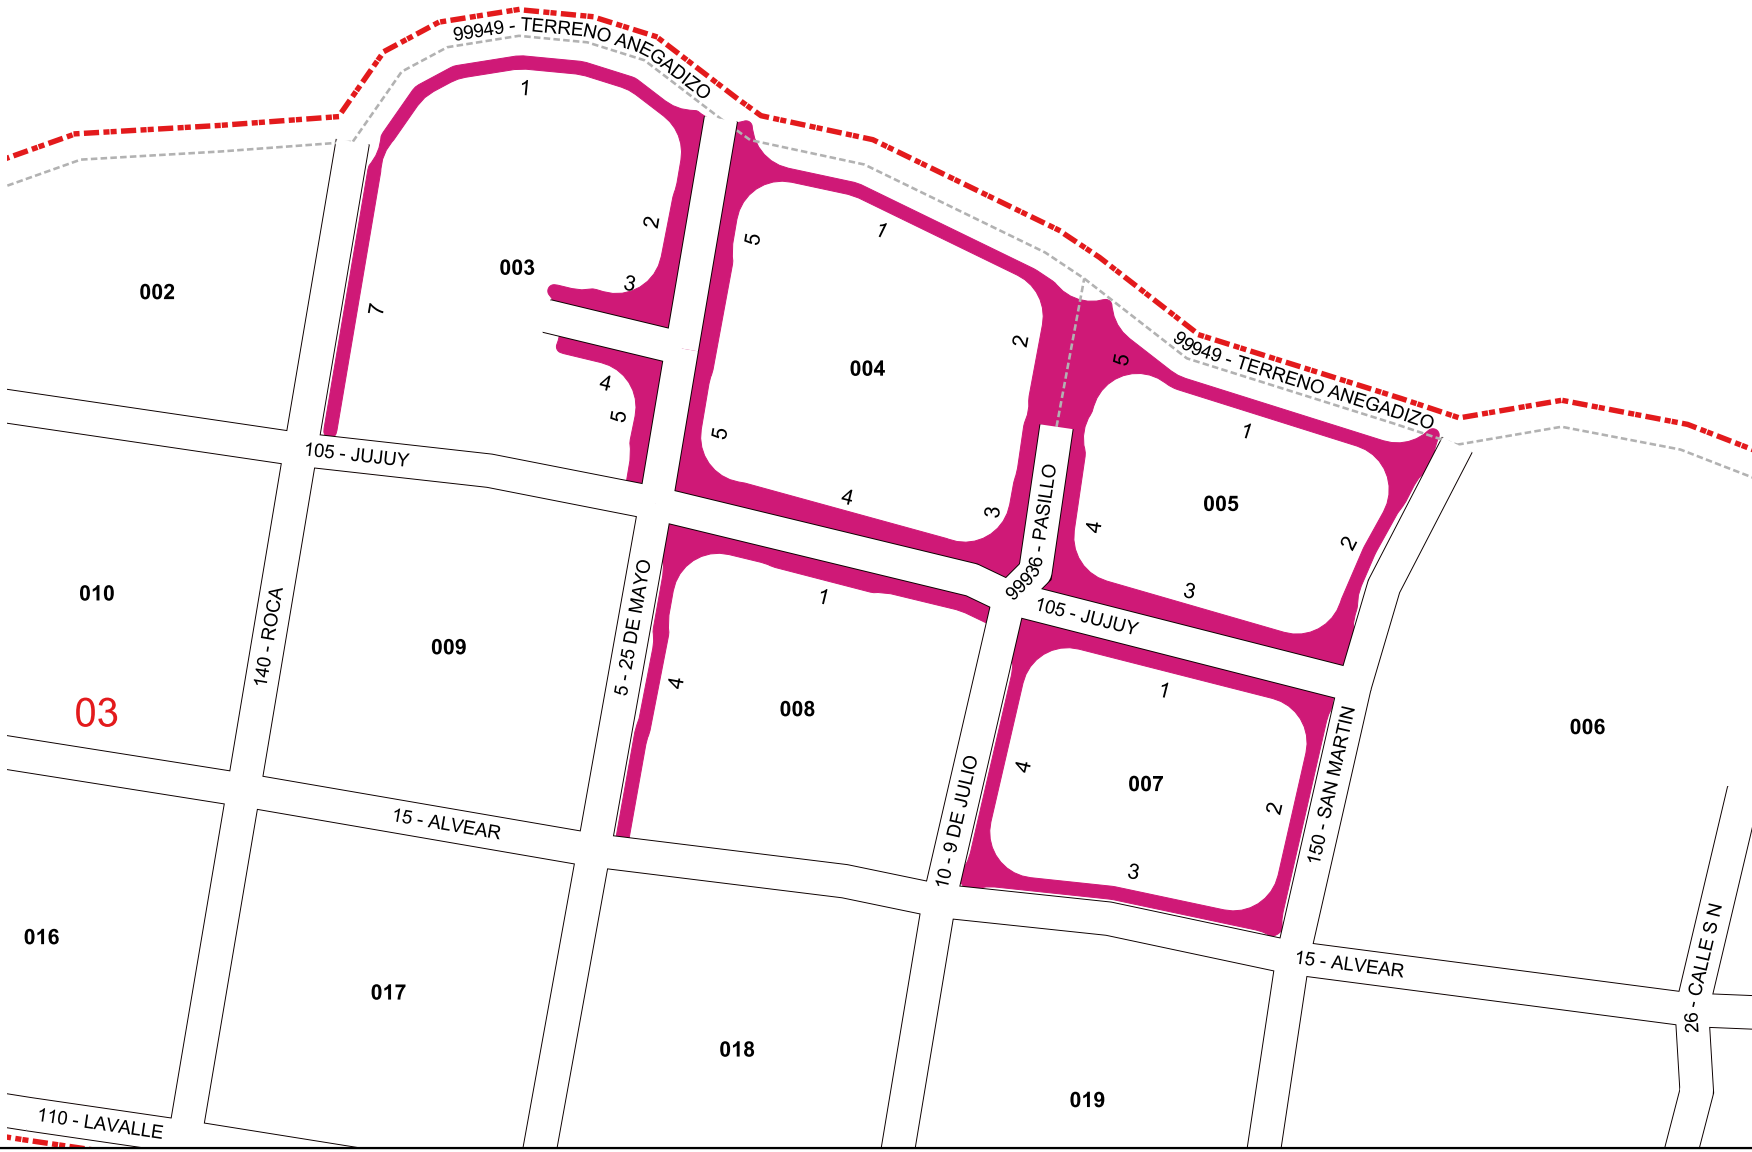 99949 - TERRENO ANEGADIZO
1
2
003
002
3
7
5
1
2
004
4
5
5
4
3
99949 - TERRENO ANEGADIZO
5
1
005
2
4
3
105 - JUJUY
99936 - PASILLO
105 - JUJUY
010
140 - ROCA
009
5 - 25 DE MAYO
1
4
008
1
2
007
4
3
006
03
10 - 9 DE JULIO
150 - SAN MARTIN
15 - ALVEAR
016
017
018
019
15 - ALVEAR
26 - CALLE S N
110 - LAVALLE